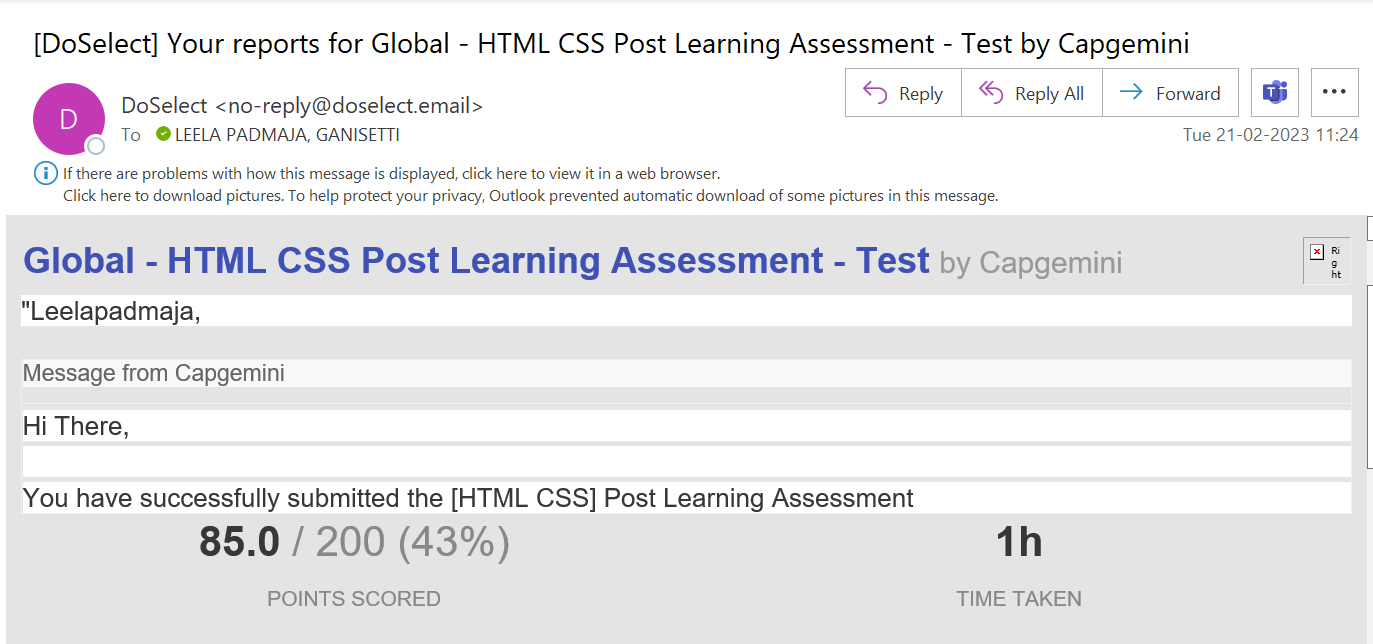 [DoSelect] Your reports for Global - HTML CSS Post Learning Assessment - Test by Capgemini
D
DoSelect <no-reply@doselect.email>
To LEELA PADMAJA, GANISETTI
Reply
Reply All
Forward
T
Tue 21-02-2023 11:24
If there are problems with how this message is displayed, click here to view it in a web browser.
Click here to download pictures. To help protect your privacy, Outlook prevented automatic download of some pictures in this message.
Global - HTML CSS Post Learning Assessment - Test by Capgemini
Ri
g
ht
"Leelapadmaja,
Message from Capgemini
Hi There,
You have successfully submitted the [HTML CSS] Post Learning Assessment
85.0 / 200 (43%)
1h
POINTS SCORED
TIME TAKEN